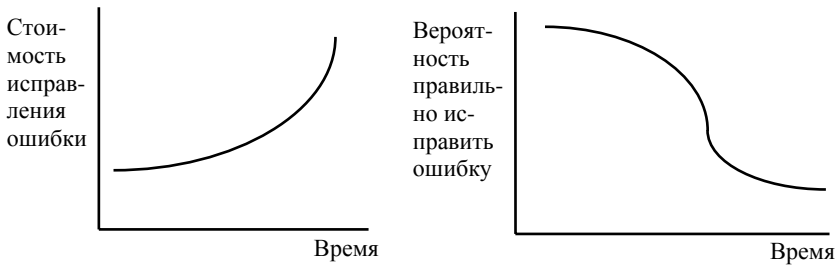 Стои-
мость
исправ-
ления
ошибки
Время
Вероят-
ность
правиль-
но ис-
править
ошибку
Время